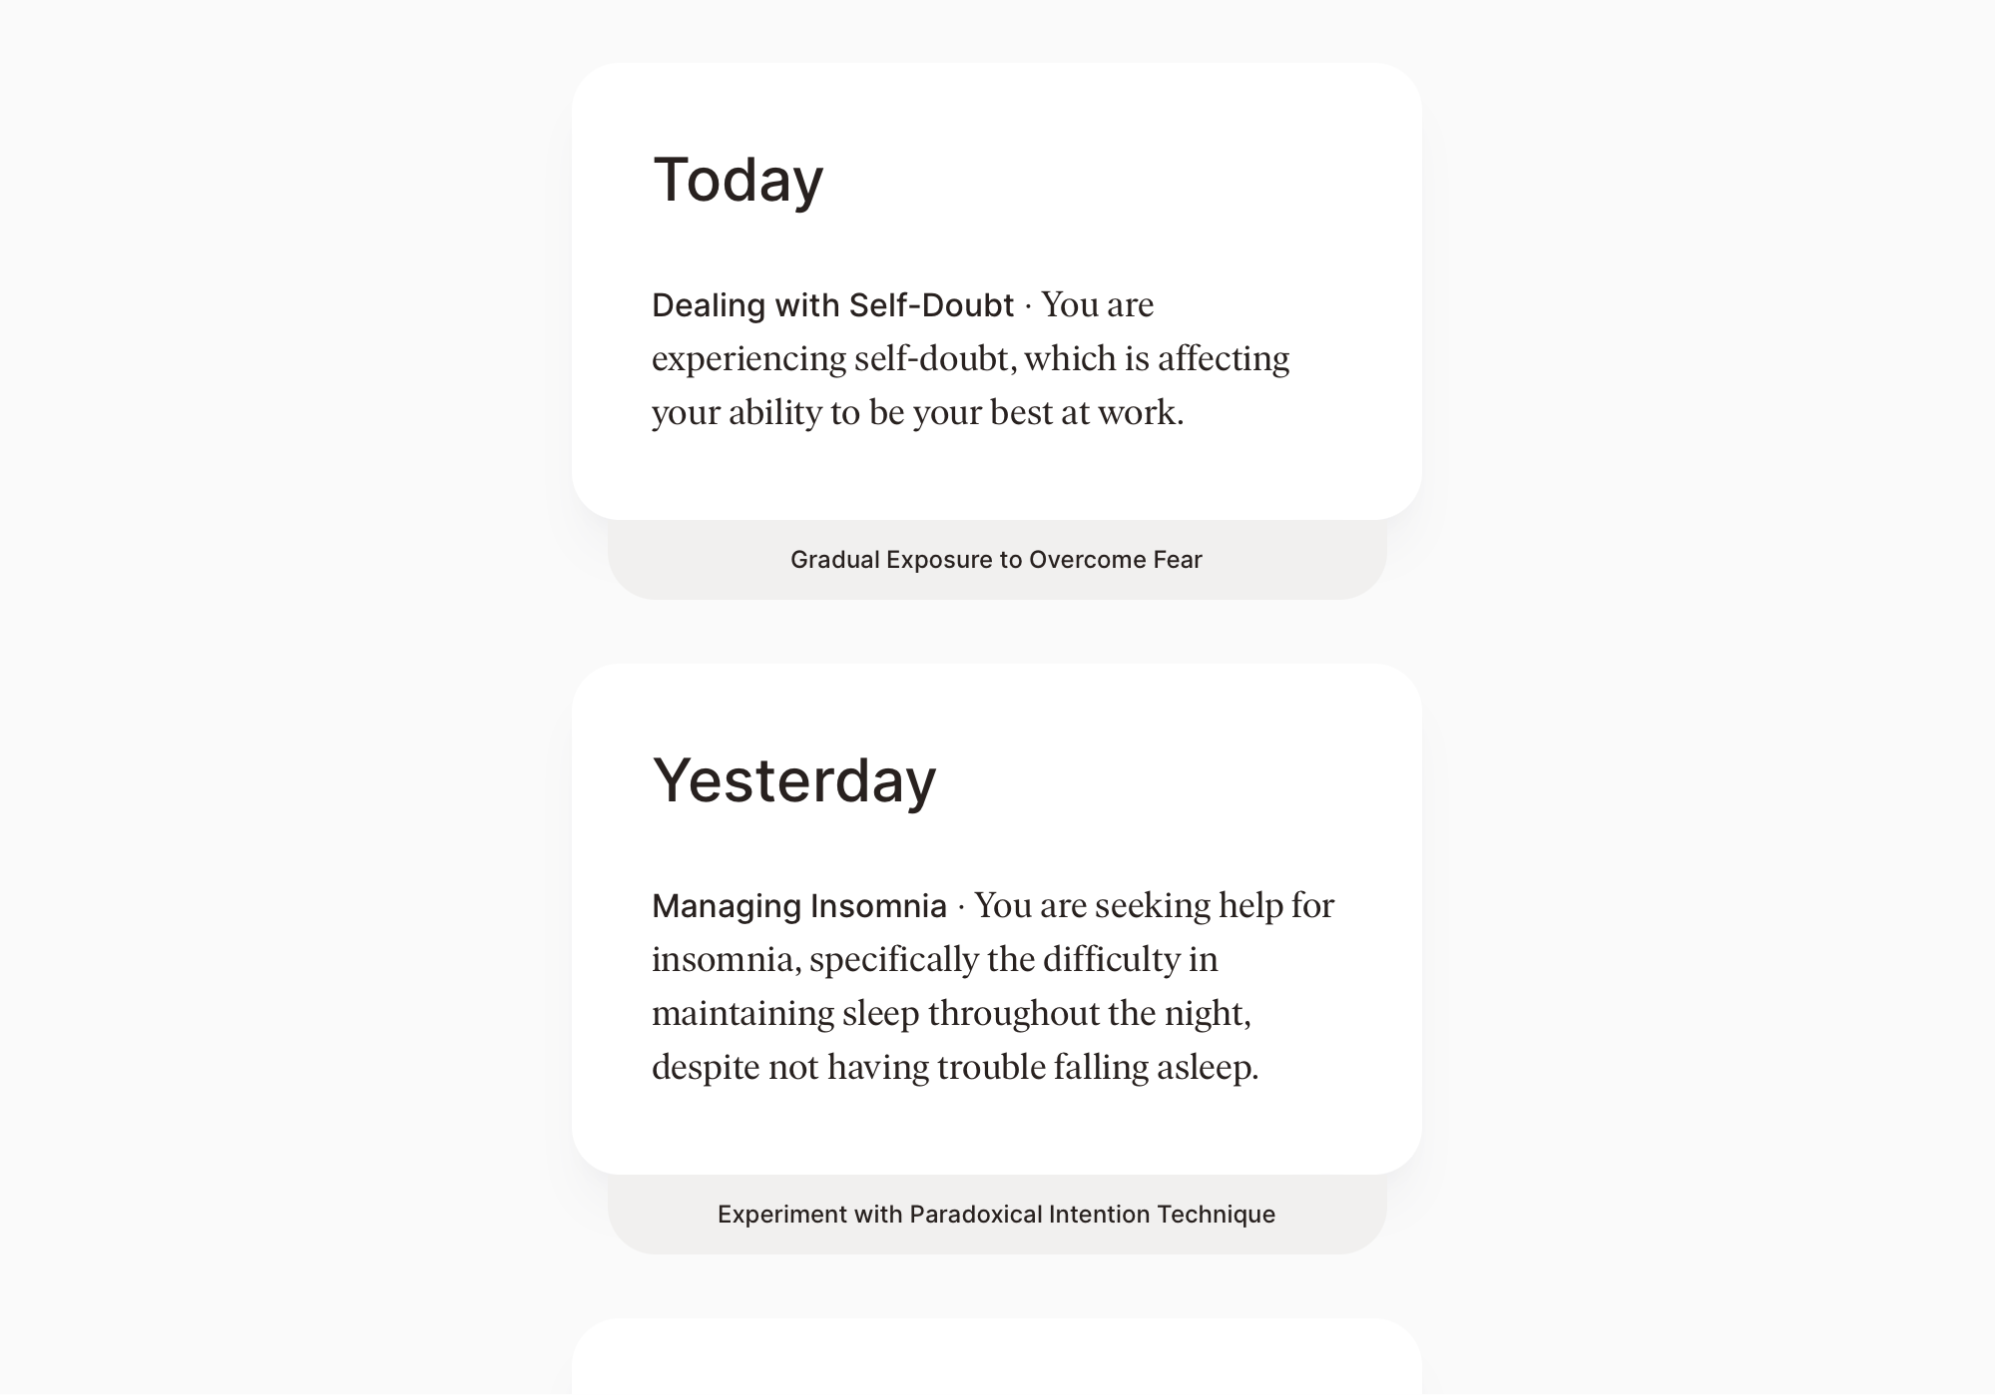 Today
Dealing with Self-Doubt · You are
experiencing self-doubt, which is affecting
your ability to be your best at work.
Gradual Exposure to Overcome Fear
Yesterday
Managing Insomnia · You are seeking help for
insomnia, specifically the difficulty in
maintaining sleep throughout the night,
despite not having trouble falling asleep.
Experiment with Paradoxical Intention Technique